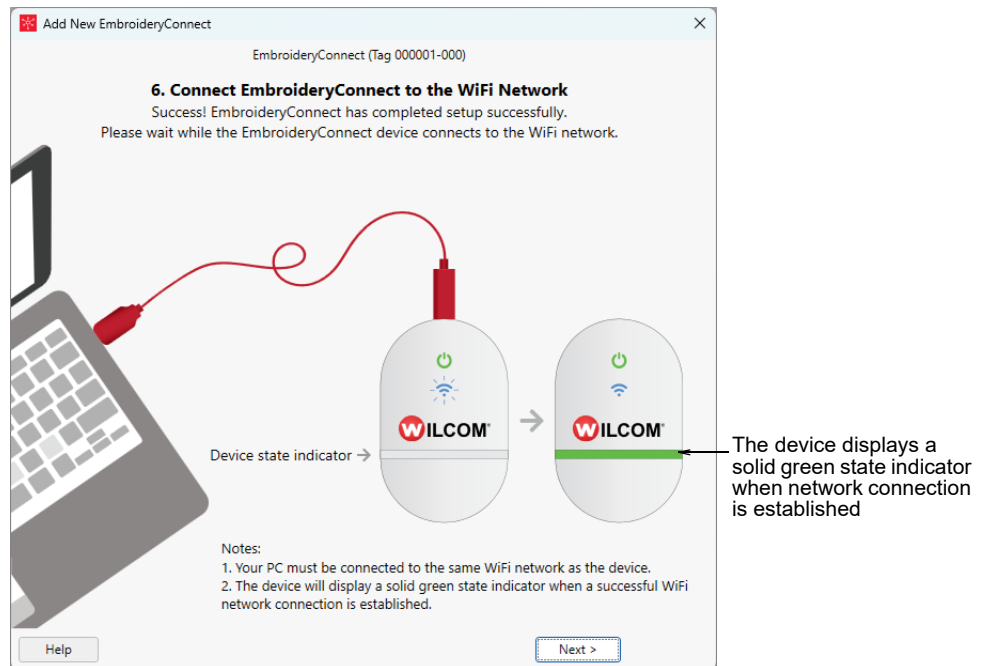 Add New EmbroideryConnect
EmbroideryConnect (Tag 000001-000)
6. Connect EmbroideryConnect to the WiFi Network
Success! EmbroideryConnect has completed setup successfully.
Please wait while the EmbroideryConnect device connects to the WiFi network.
WILCOM®
WILCOM®
Device state indicator →
The device displays a
solid green state indicator
when network connection
is established
Notes:
1. Your PC must be connected to the same WiFi network as the device.
2. The device will display a solid green state indicator when a successful WiFi
network connection is established.
Help
Next >